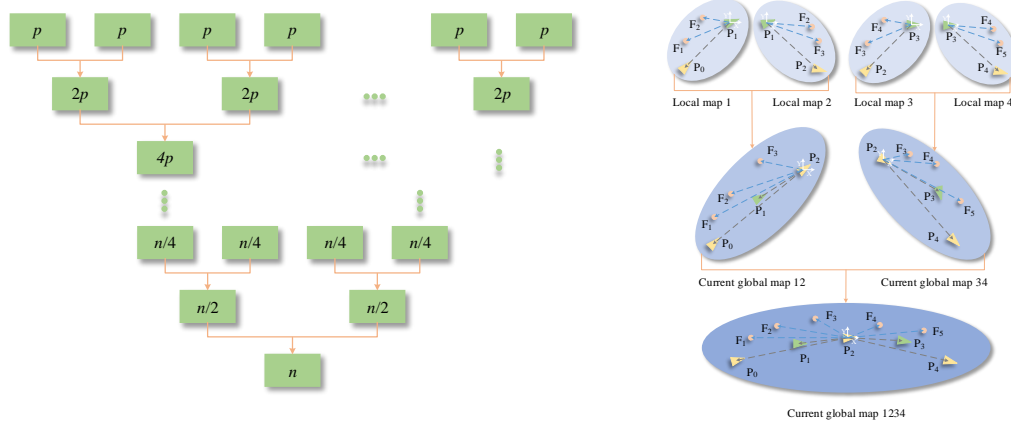 p p p p p p
2p 2p 2p
4p
n/4 n/4 n/4 n/4
n/2 n/2
n
F2 P1 F1 P0
P1 F2 F3 P2
F4 P3 F3 P2
P3 F4 F5 P4
Local map 1 Local map 2 Local map 3 Local map 4
F3 P2 F2 P1 F1 P0
P2 F3 F4 P3 F5 P4
Current global map 12 Current global map 34
F3 F4 F2 F5 F1 P1 P2 P3 P0 P4
Current global map 1234